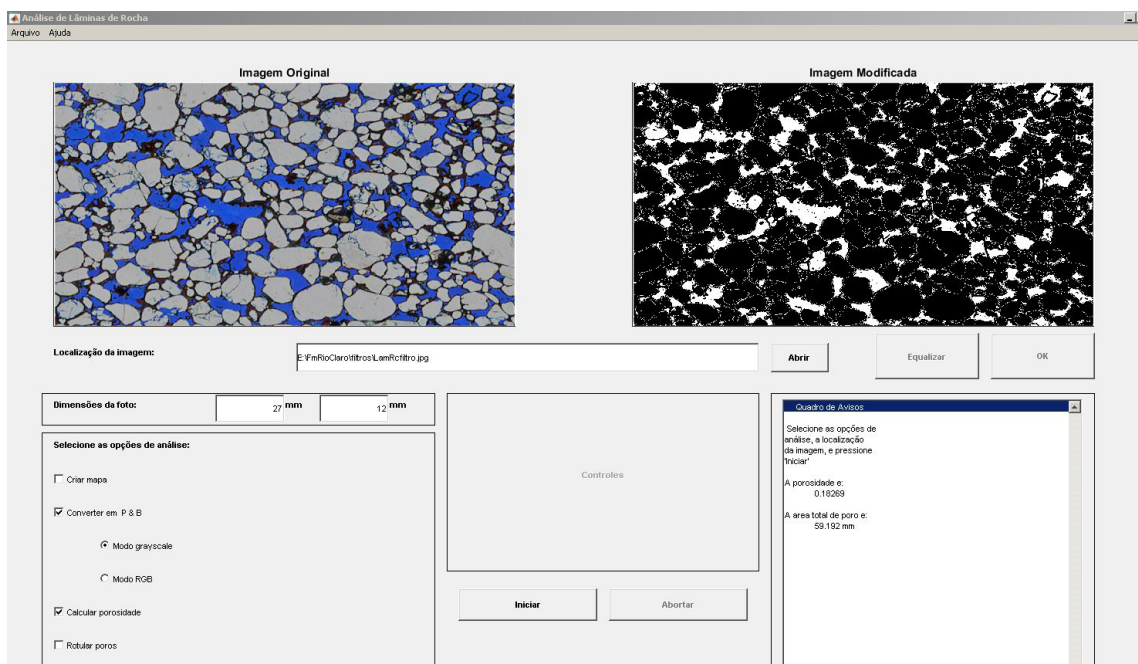 Análise de Lâminas de Rocha
Arquivo Ajuda
Imagem Original
Imagem Modificada
Localização da imagem:
E:\FmRioClaro\filtros\LamRcfiltro.jpg
Abrir
Equalizar
OK
Dimensões da foto:
27 mm
12 mm
Selecione as opções de análise:
Criar mapa
Converter em P & B
Modo grayscale
Modo RGB
Calcular porosidade
Rotular poros
Controles
Iniciar
Abortar
Quadro de Avisos
Selecione as opções de
análise, a localização
da imagem, e pressione
'Iniciar'
A porosidade e:
0.18269
A area total de poro e:
59.192 mm